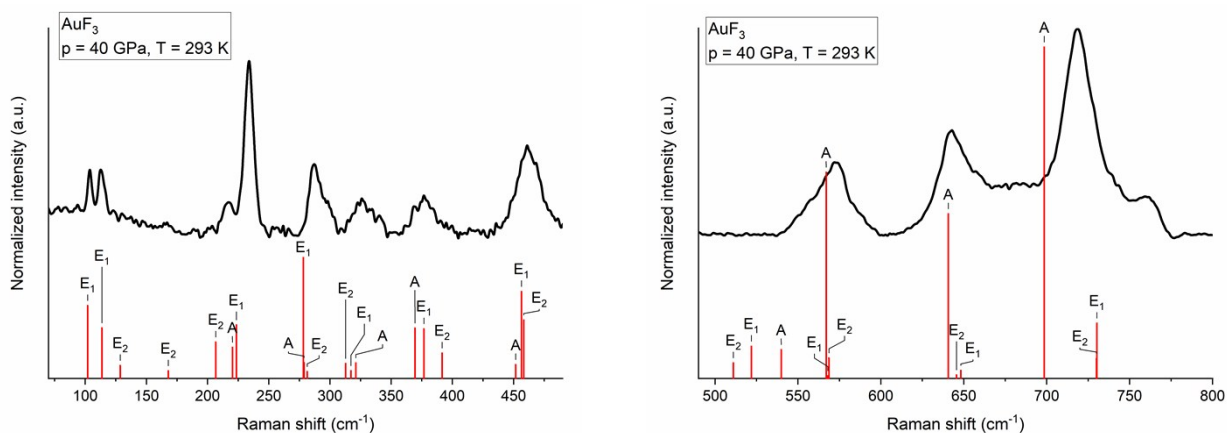 AuF₃
p = 40 GPa, T = 293 K
Normalized intensity (a.u.)
E₁
E₁
E₂
E₂
E₂
A
E₁
A
E₁
E₂
E₂
E₁
A
A
E₁
E₂
A
E₁
E₂
50 100 150 200 250 300 350 400 450
Raman shift (cm⁻¹)
AuF₃
p = 40 GPa, T = 293 K
Normalized intensity (a.u.)
E₂
E₁
A
A
E₁
E₂
A
E₂
E₁
A
E₁
E₂
500 550 600 650 700 750 800
Raman shift (cm⁻¹)